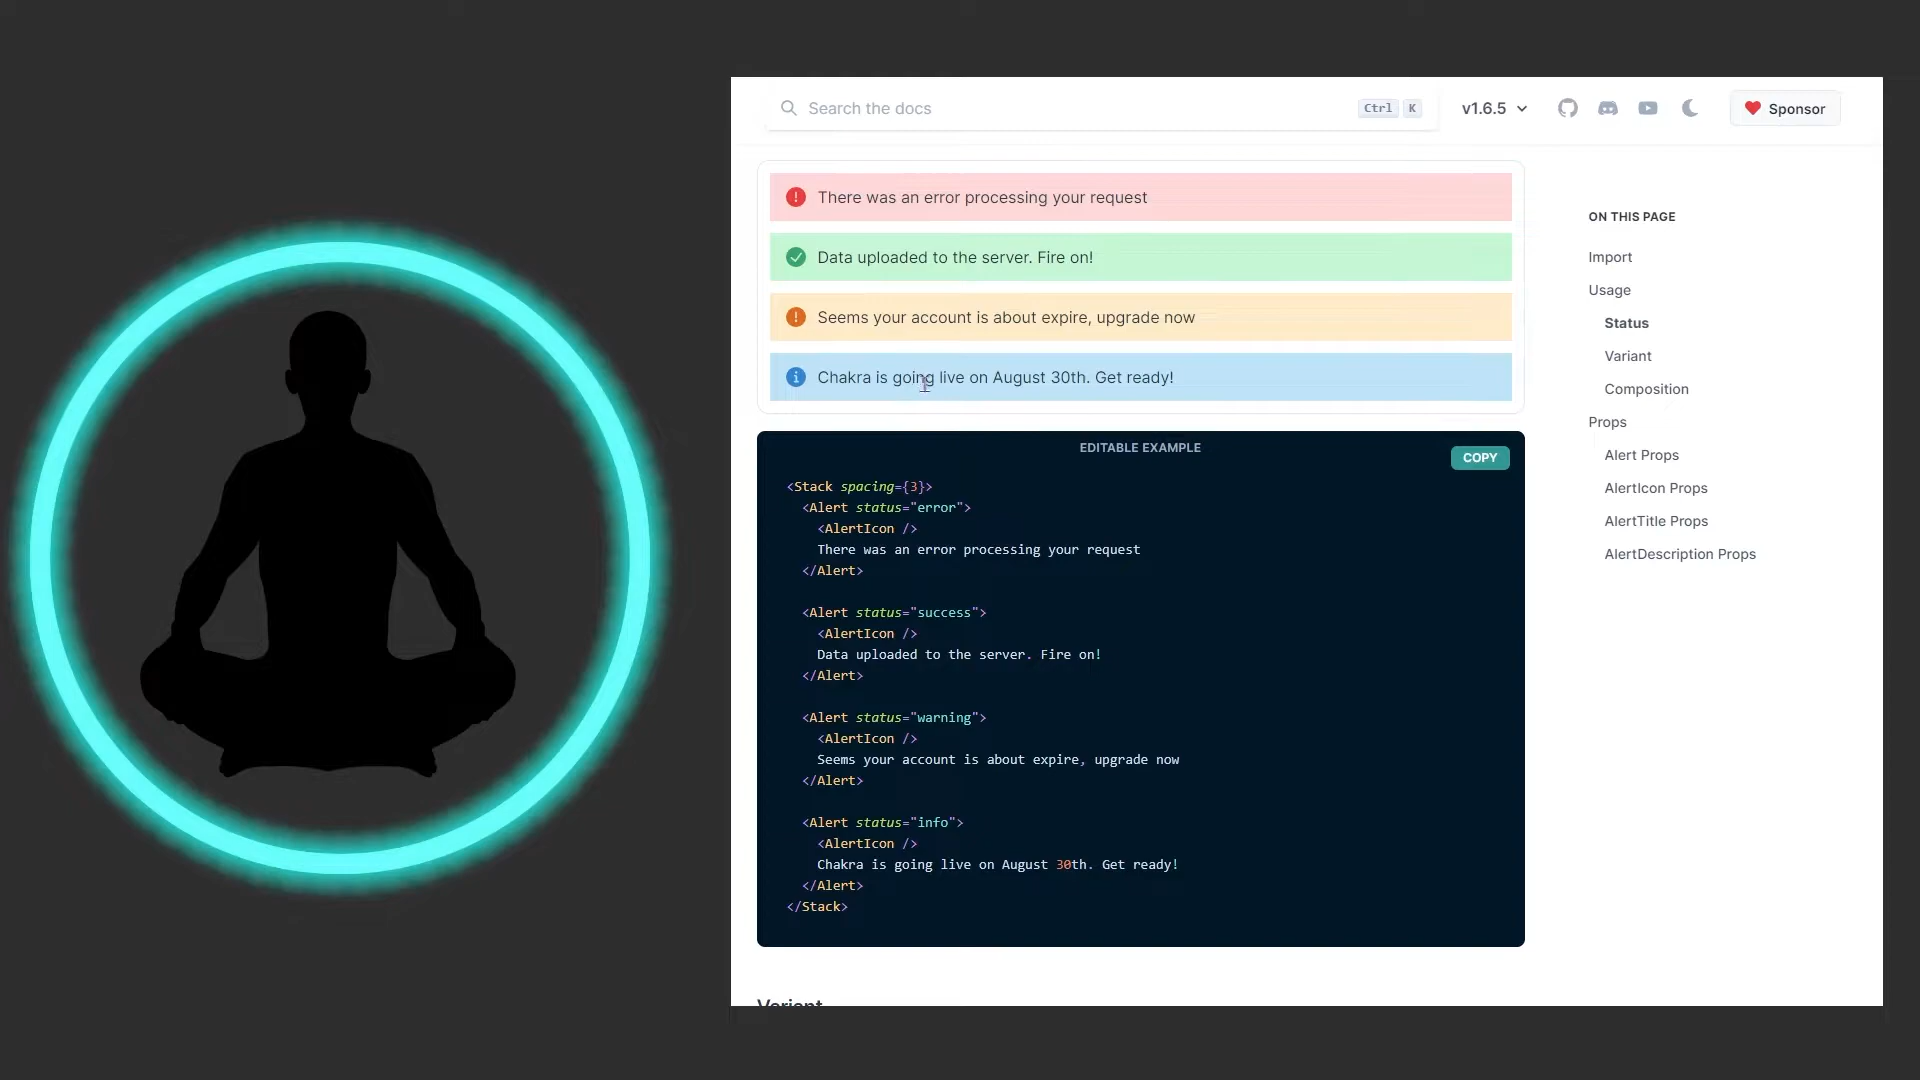 Search the docs
Ctrl K
v1.6.5
Sponsor
There was an error processing your request
Data uploaded to the server. Fire on!
Seems your account is about expire, upgrade now
Chakra is going live on August 30th. Get ready!
EDITABLE EXAMPLE
COPY
<Stack spacing={3}>
<Alert status="error">
<AlertIcon />
There was an error processing your request
</Alert>
<Alert status="success">
<AlertIcon />
Data uploaded to the server. Fire on!
</Alert>
<Alert status="warning">
<AlertIcon />
Seems your account is about expire, upgrade now
</Alert>
<Alert status="info">
<AlertIcon />
Chakra is going live on August 30th. Get ready!
</Alert>
</Stack>
Variant
ON THIS PAGE
Import
Usage
Status
Variant
Composition
Props
Alert Props
AlertIcon Props
AlertTitle Props
AlertDescription Props